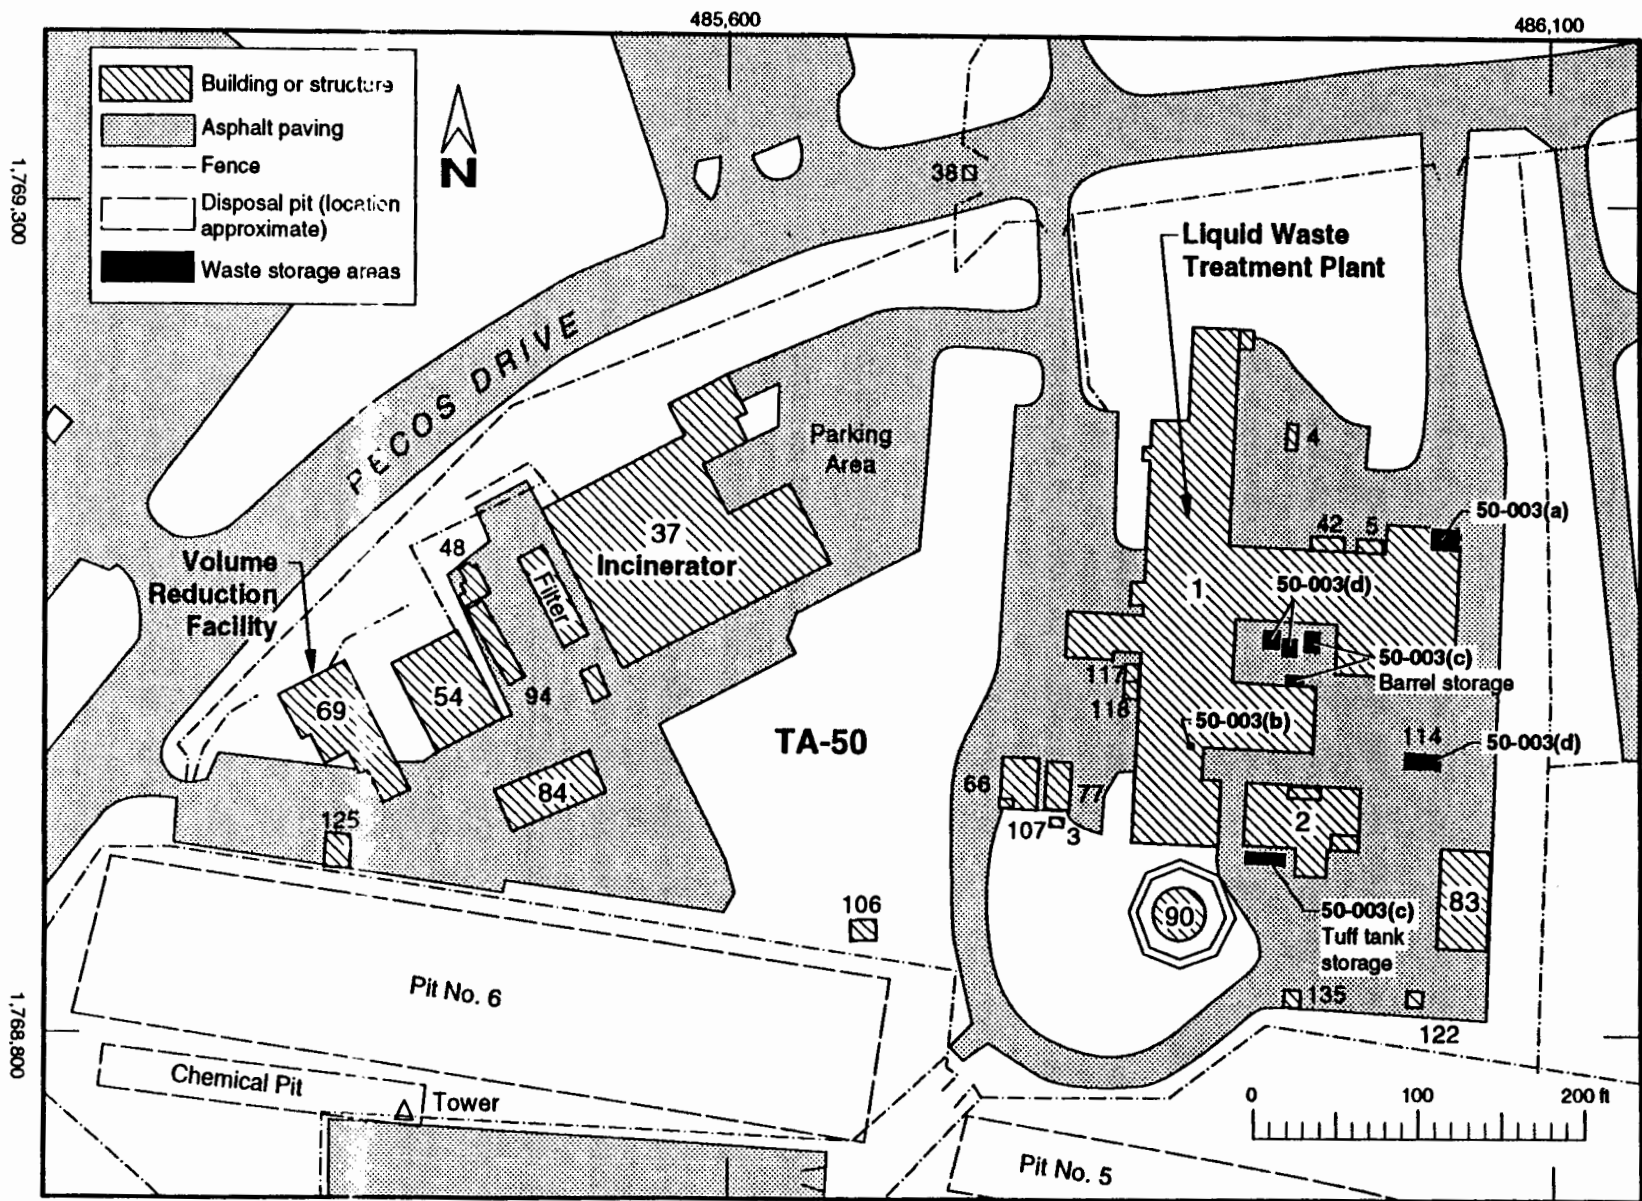 485,600
486,100
Building or structure
Asphalt paving
Fence
Disposal pit (location
approximate)
Waste storage areas
N
1,769,300
38
Liquid Waste
Treatment Plant
PECOS DRIVE
Parking
Area
4
50-003(a)
42
5
37
Incinerator
48
Filter
Volume
Reduction
Facility
1
50-003(d)
50-003(c)
Barrel storage
117
118
69
54
94
50-003(b)
TA-50
114
50-003(d)
66
77
84
107
3
2
125
83
106
90
50-003(c)
Tuff tank
storage
Pit No. 6
135
122
1,768,800
Chemical Pit
Tower
0 100 200 ft
Pit No. 5